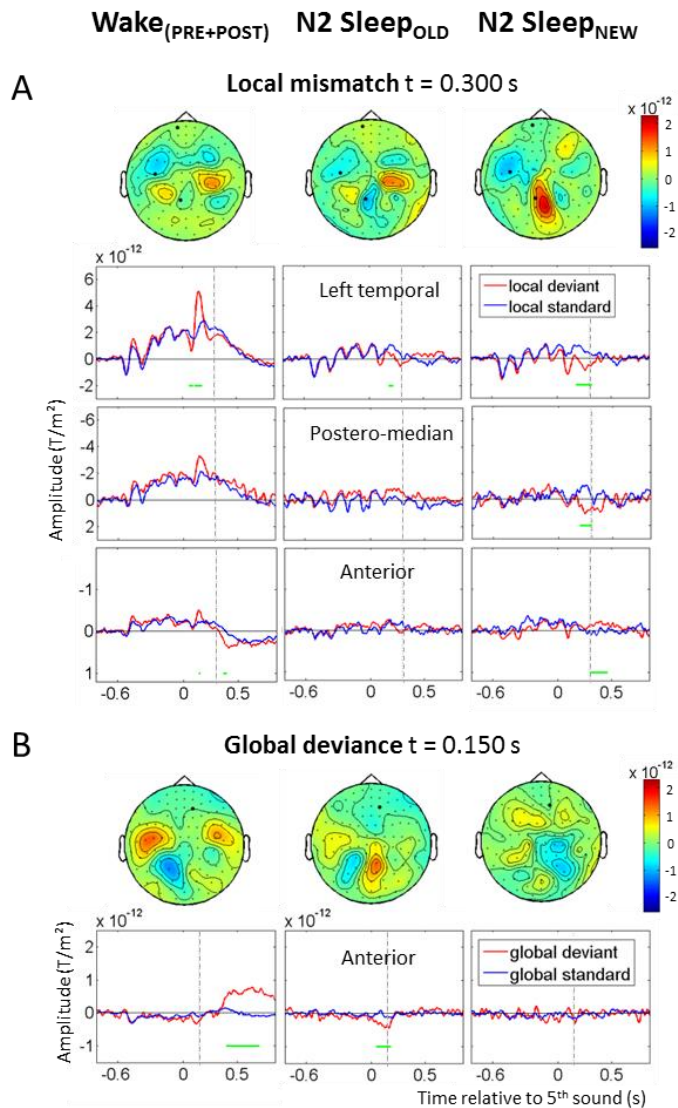 Wake(PRE+POST) N2 SleepOLD N2 SleepNEW
A
Local mismatch t = 0.300 s
x 10⁻¹²
2
1
0
-1
-2
x 10⁻¹²
6
4
2
0
-2
Left temporal
local deviant
local standard
Amplitude (T/m²)
-6
-4
-2
0
2
Postero-median
-1
0
1
Anterior
-0.6 0 0.5 -0.6 0 0.5 -0.6 0 0.5
B
Global deviance t = 0.150 s
x 10⁻¹²
2
1
0
-1
-2
x 10⁻¹²
Amplitude (T/m²)
2
1
0
-1
Anterior
global deviant
global standard
-0.6 0 0.5 -0.6 0 0.5 -0.6 0 0.5
Time relative to 5th sound (s)